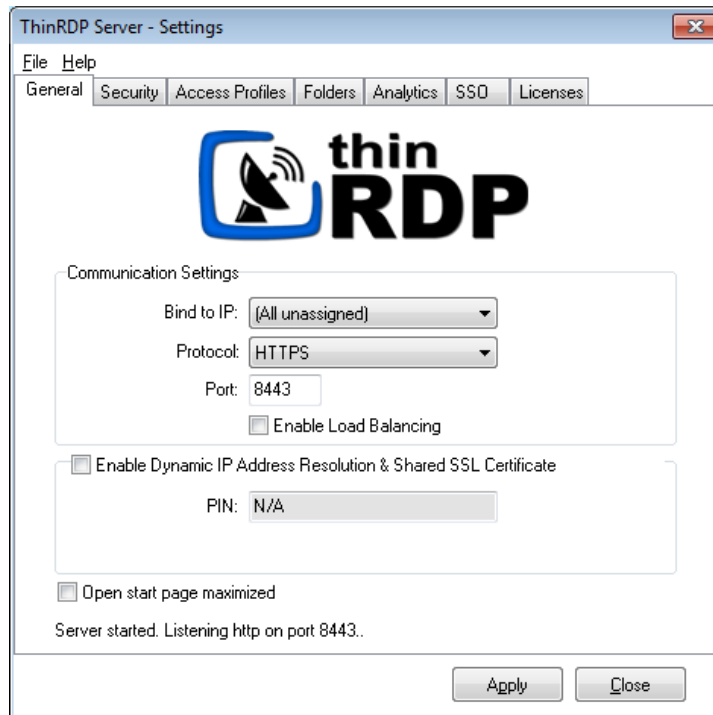 ThinRDP Server - Settings
File Help
General Security Access Profiles Folders Analytics SSO Licenses
thin
RDP
Communication Settings
Bind to IP: (All unassigned)
Protocol: HTTPS
Port: 8443
Enable Load Balancing
Enable Dynamic IP Address Resolution & Shared SSL Certificate
PIN: N/A
Open start page maximized
Server started. Listening http on port 8443..
Apply Close